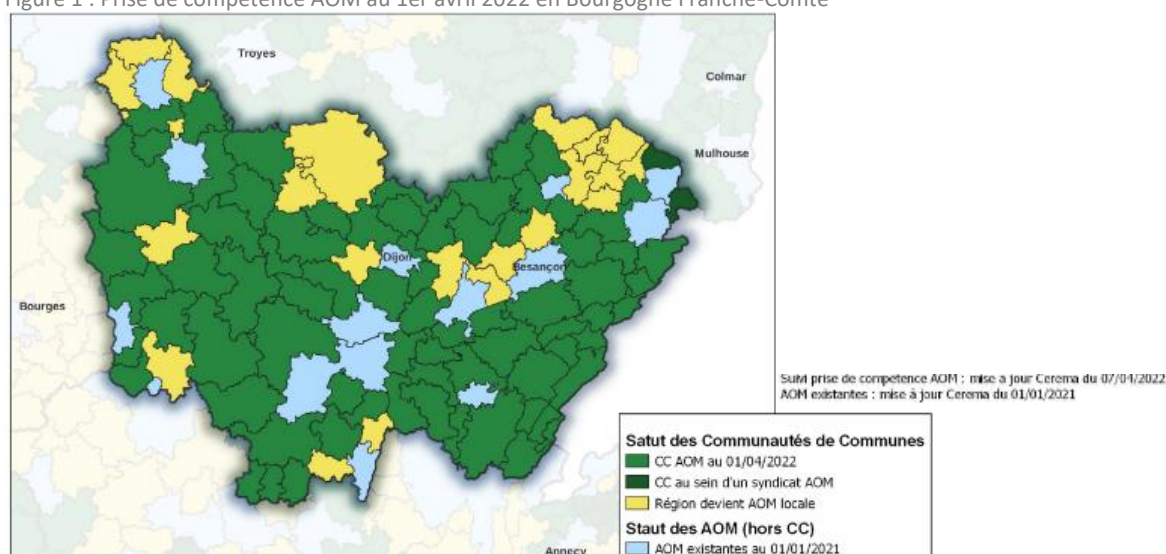 Figure 1 : Prise de compétence AOM au 1er avril 2022 en Bourgogne Franche-Comté
Troyes
Colmar
Mulhouse
Dijon
Besançon
Bourges
Suivi prise de competence AOM : mise a jour Cerema du 07/04/2022
AOM existantes : mise à jour Cerema du 01/01/2021
Satut des Communautés de Communes
CC AOM au 01/04/2022
CC au sein d'un syndicat AOM
Région devient AOM locale
Staut des AOM (hors CC)
AOM existantes au 01/01/2021
Annecy